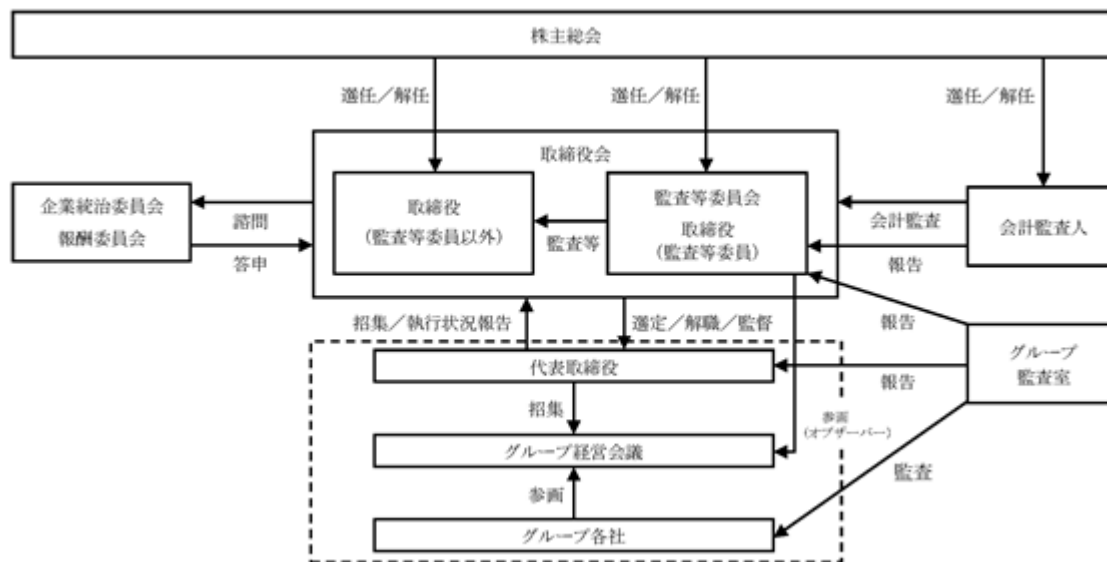 株主総会
選任／解任
選任／解任
選任／解任
取締役会
企業統治委員会
報酬委員会
諮問
答申
取締役
（監査等委員以外）
監査等
監査等委員会
取締役
（監査等委員）
会計監査
報告
会計監査人
招集／執行状況報告
選定／解職／監督
報告
グループ
監査室
代表取締役
報告
招集
参画
（オブザーバー）
グループ経営会議
監査
参画
グループ各社